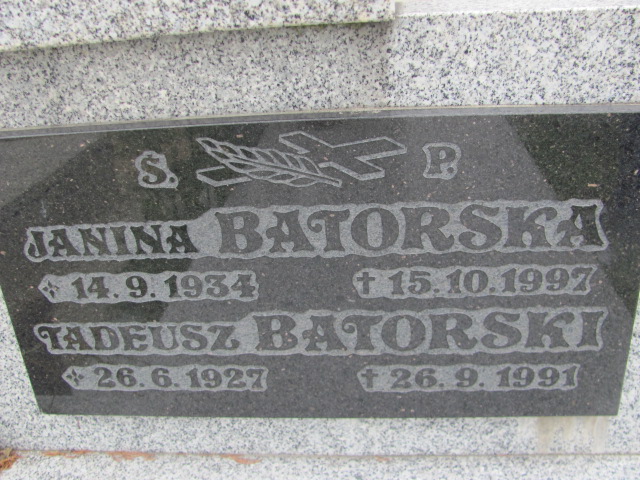 Ś. P.
JANINA BATORSKA
14.9.1934 ✝15.10.1997
TADEUSZ BATORSKI
26.6.1927 ✝26.9.1991